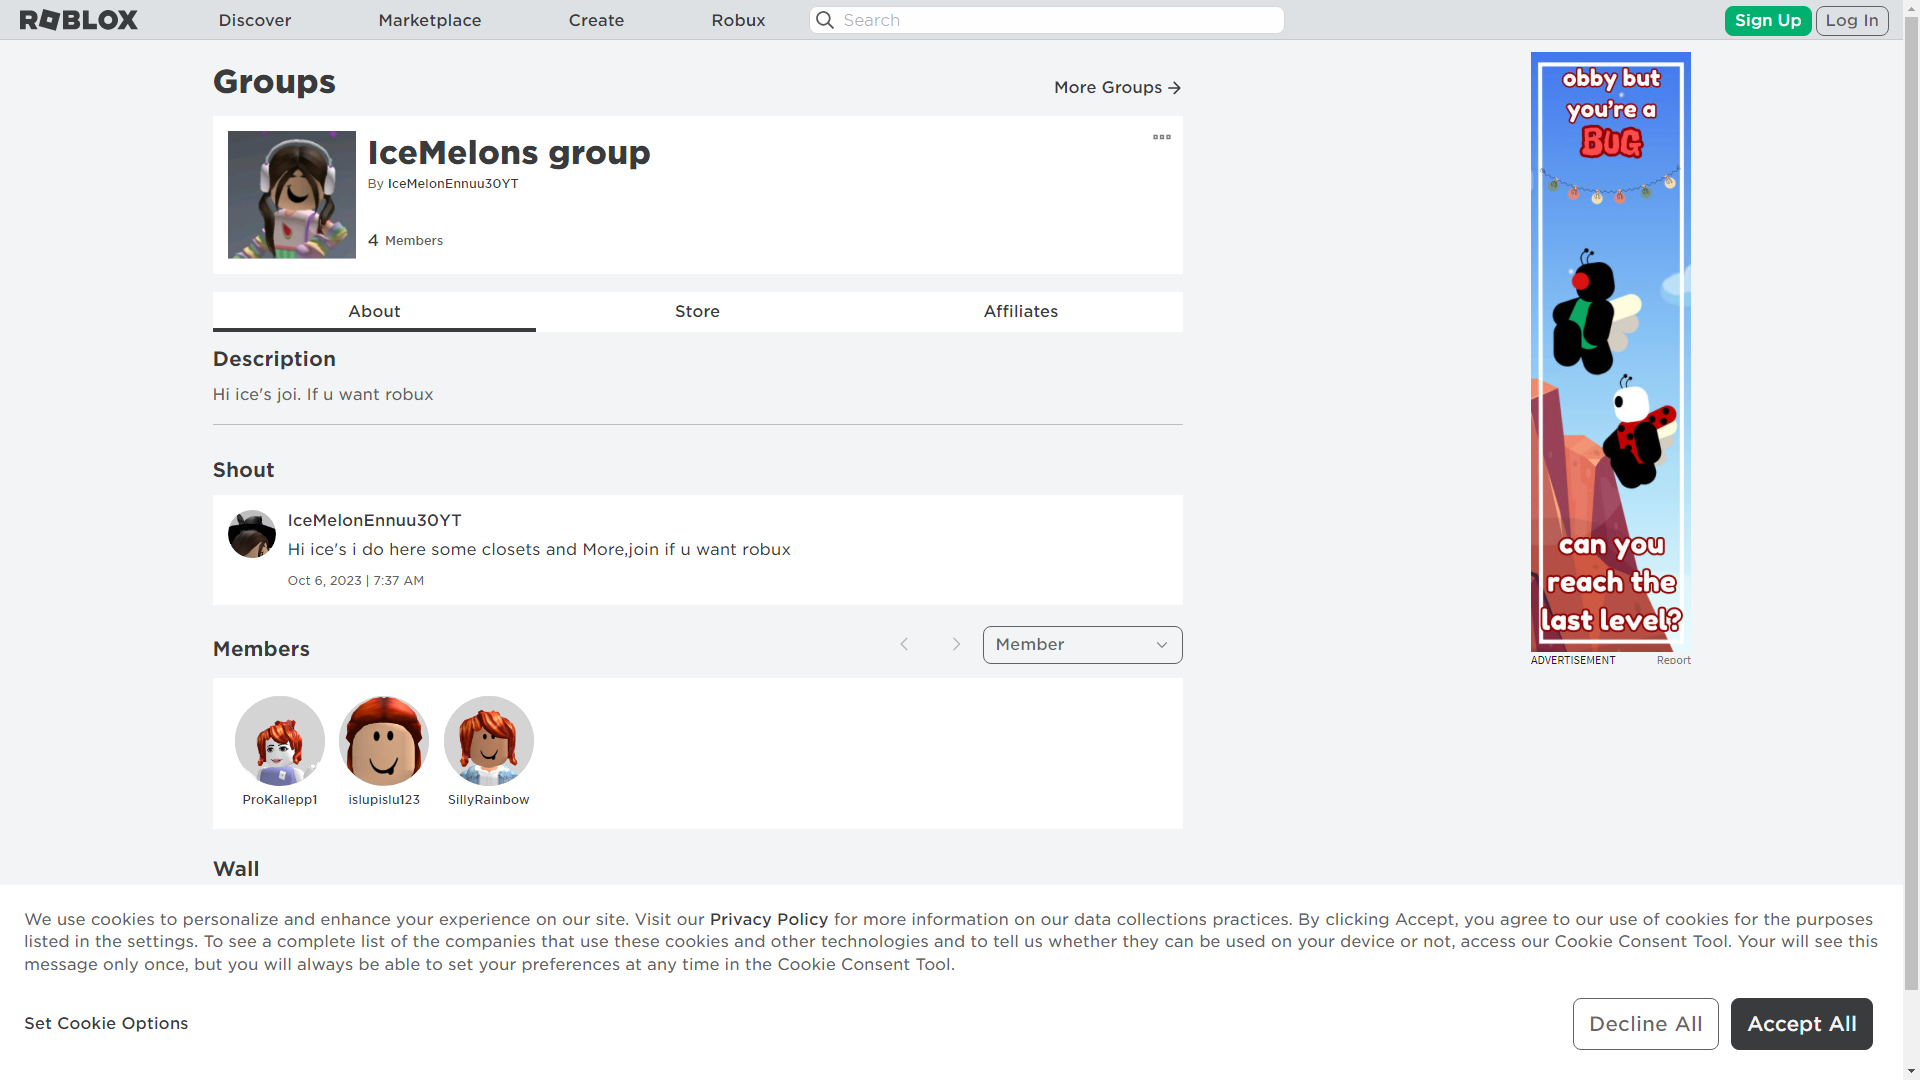 ROBLOX
Discover
Marketplace
Create
Robux
Search
Sign Up
Log In
Groups
More Groups
IceMelons group
By IceMelonEnnuu30YT
4 Members
About
Store
Affiliates
Description
Hi ice's joi. If u want robux
Shout
IceMelonEnnuu30YT
Hi ice's i do here some closets and More,join if u want robux
Oct 6, 2023 | 7:37 AM
Members
Member
ProKallepp1
islupislu123
SillyRainbow
Wall
obby but
you're a
BUG
can you
reach the
last level?
ADVERTISEMENT
Report
We use cookies to personalize and enhance your experience on our site. Visit our Privacy Policy for more information on our data collections practices. By clicking Accept, you agree to our use of cookies for the purposes
listed in the settings. To see a complete list of the companies that use these cookies and other technologies and to tell us whether they can be used on your device or not, access our Cookie Consent Tool. Your will see this
message only once, but you will always be able to set your preferences at any time in the Cookie Consent Tool.
Set Cookie Options
Decline All
Accept All